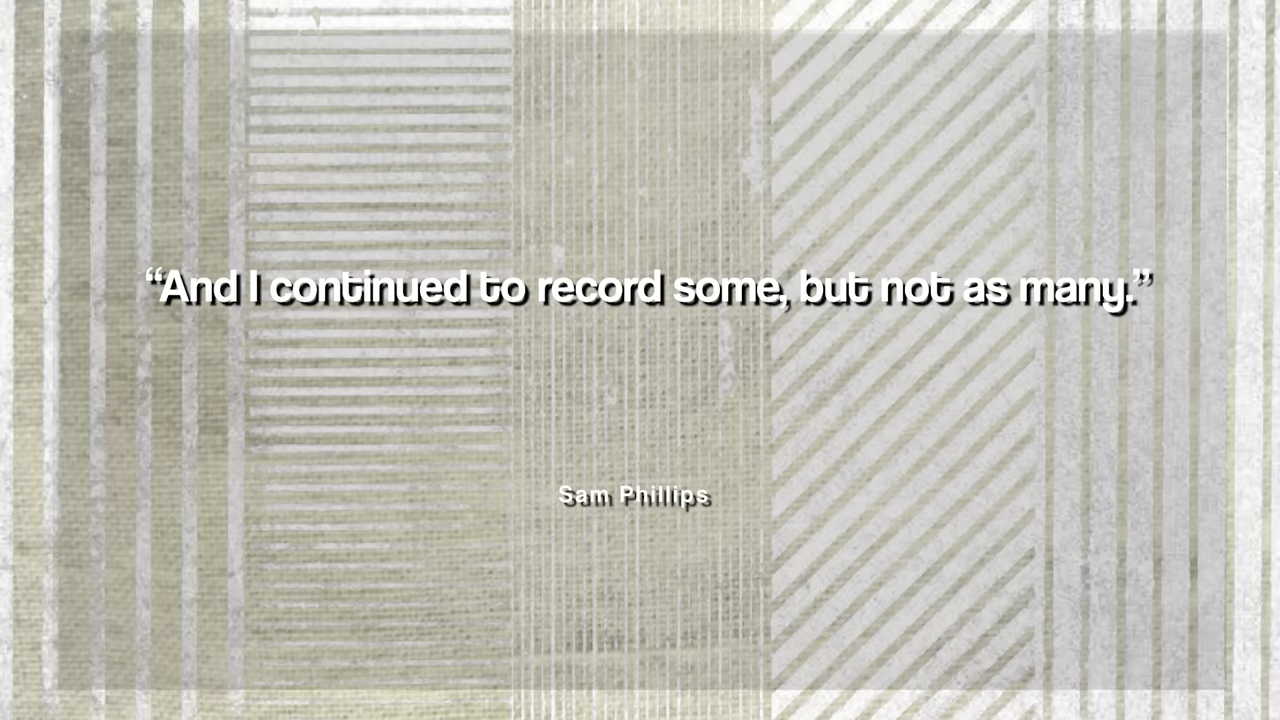 “And I continued to record some, but not as many.”
Sam Phillips